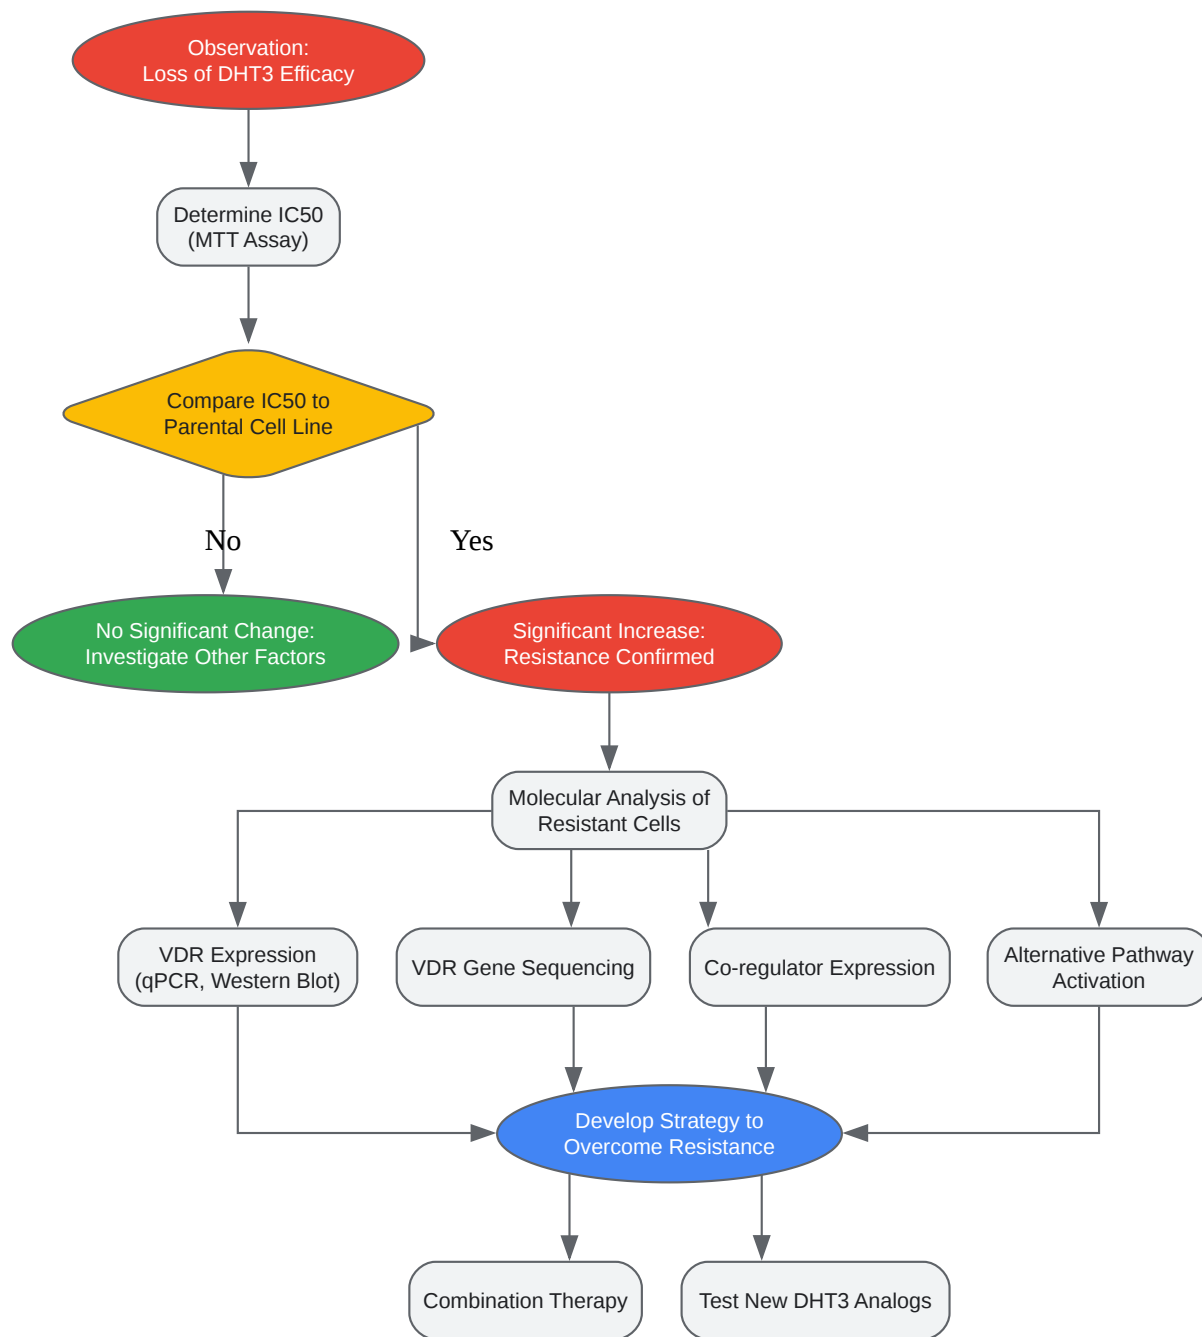 Observation:
Loss of DHT3 Efficacy
Determine IC50
(MTT Assay)
Compare IC50 to
Parental Cell Line
No
Yes
No Significant Change:
Investigate Other Factors
Significant Increase:
Resistance Confirmed
Molecular Analysis of
Resistant Cells
VDR Expression
(qPCR, Western Blot)
VDR Gene Sequencing
Co-regulator Expression
Alternative Pathway
Activation
Develop Strategy to
Overcome Resistance
Combination Therapy
Test New DHT3 Analogs